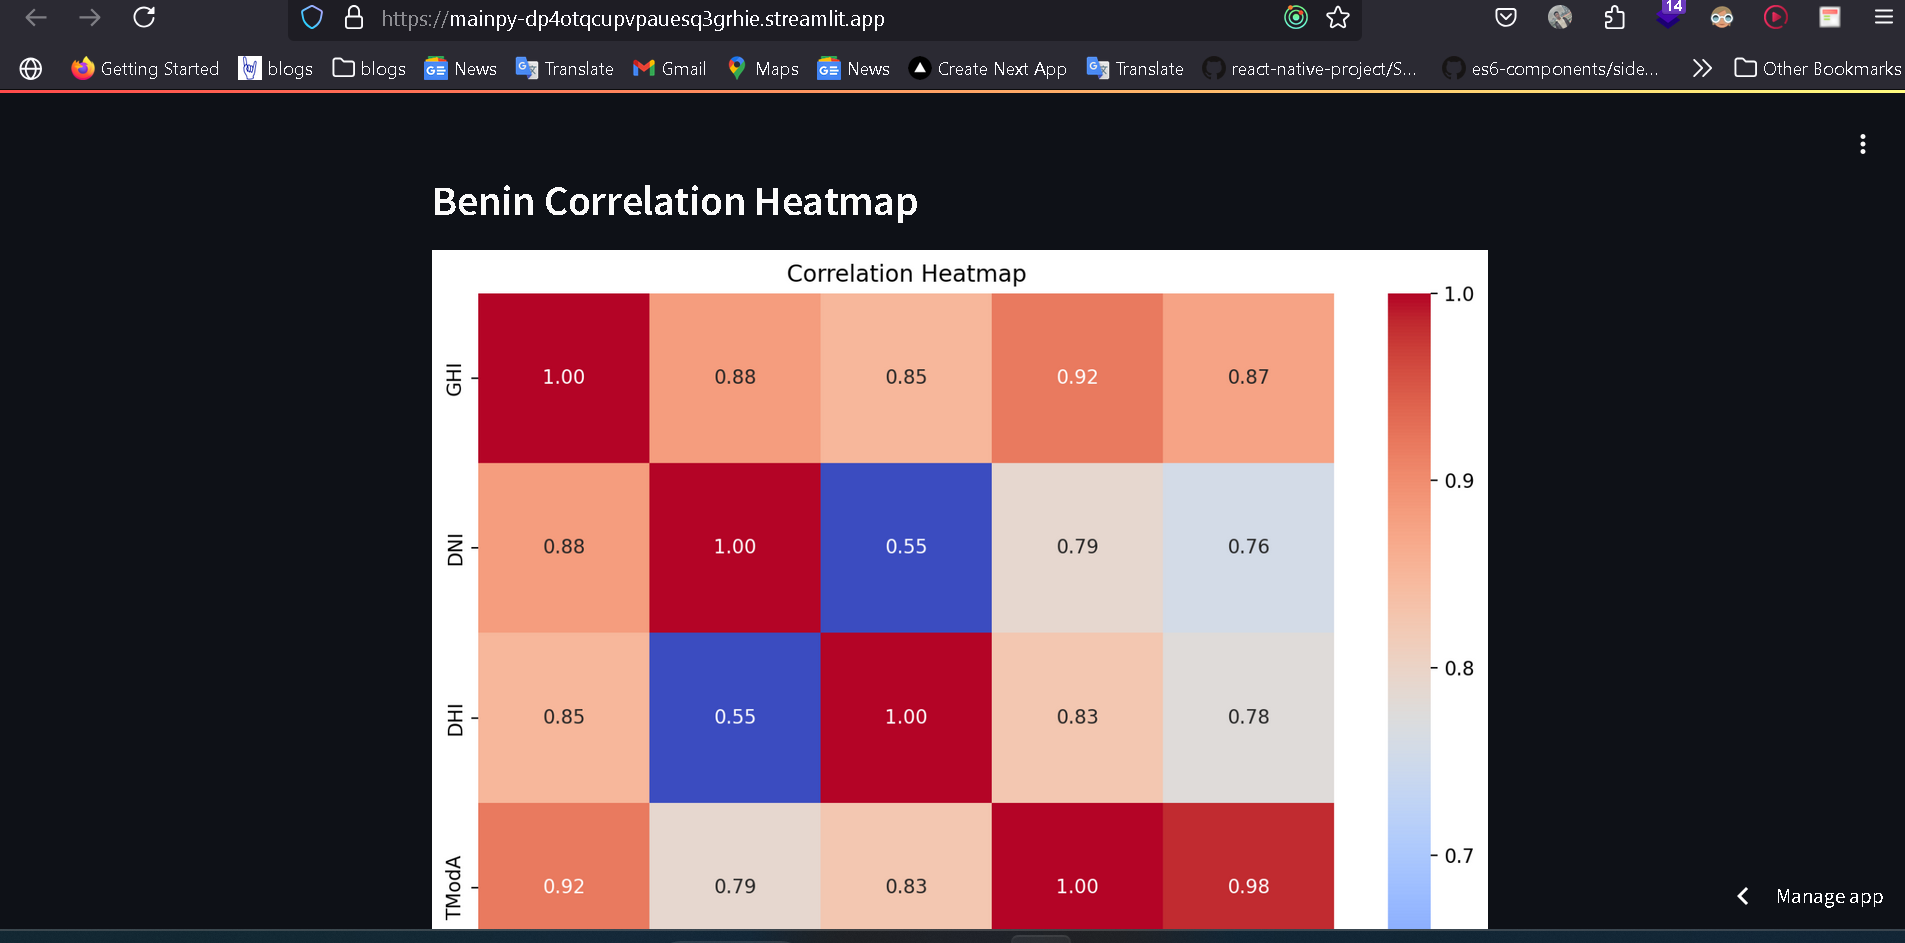 https://mainpy-dp4otqcupvpauesq3grhie.streamlit.app
14
Getting Started
blogs
blogs
News
Translate
Gmail
Maps
News
Create Next App
Translate
react-native-project/S...
es6-components/side...
Other Bookmarks
Benin Correlation Heatmap
Correlation Heatmap
GHI 1.00 0.88 0.85 0.92 0.87
DNI 0.88 1.00 0.55 0.79 0.76
DHI 0.85 0.55 1.00 0.83 0.78
TModA 0.92 0.79 0.83 1.00 0.98
1.0
0.9
0.8
0.7
Manage app